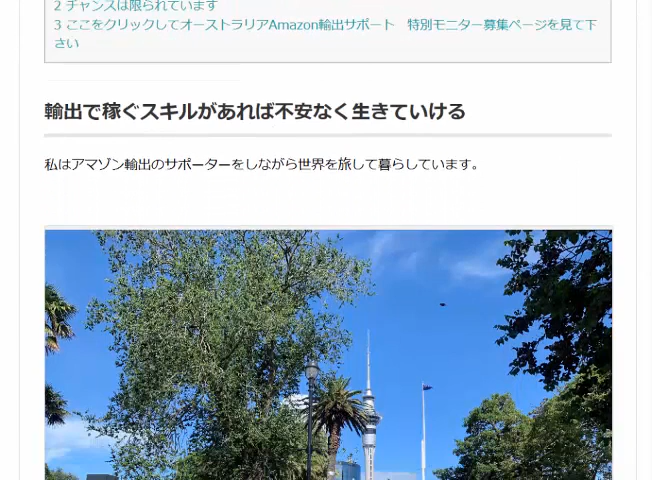 2 チャンスは限られています
3 ここをクリックしてオーストラリアAmazon輸出サポート　特別モニター募集ページを見て下
さい
輸出で稼ぐスキルがあれば不安なく生きていける
私はアマゾン輸出のサポーターをしながら世界を旅して暮らしています。